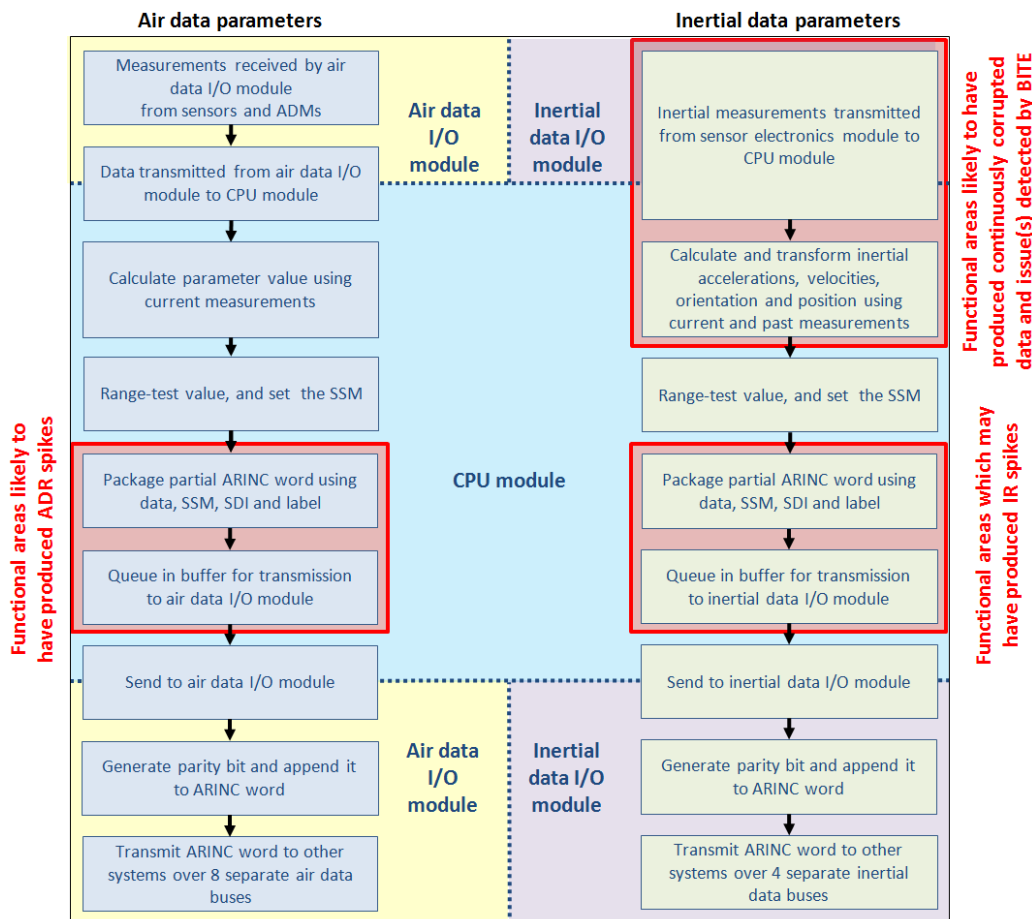 Air data parameters
Inertial data parameters
Measurements received by air
data I/O module
from sensors and ADMs
Data transmitted from air data I/O
module to CPU module
Calculate parameter value using
current measurements
Range-test value, and set the SSM
Package partial ARINC word using
data, SSM, SDI and label
Queue in buffer for transmission
to air data I/O module
Send to air data I/O module
Generate parity bit and append it
to ARINC word
Transmit ARINC word to other
systems over 8 separate air data
buses
Functional areas likely to
have produced ADR spikes
Air data
I/O
module
Inertial
data I/O
module
CPU module
Air data
I/O
module
Inertial
data I/O
module
Inertial measurements transmitted
from sensor electronics module to
CPU module
Calculate and transform inertial
accelerations, velocities,
orientation and position using
current and past measurements
Range-test value, and set the SSM
Package partial ARINC word using
data, SSM, SDI and label
Queue in buffer for transmission
to inertial data I/O module
Send to inertial data I/O module
Generate parity bit and append it
to ARINC word
Transmit ARINC word to other
systems over 4 separate inertial
data buses
Functional areas likely to have
produced continuously corrupted
data and issue(s) detected by BITE
Functional areas which may
have produced IR spikes